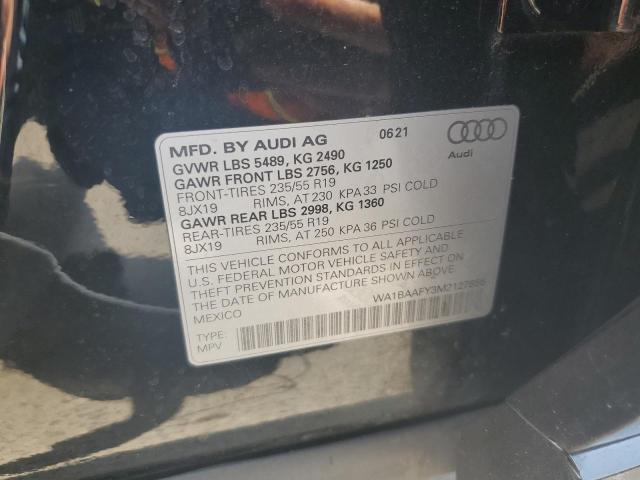 MFD. BY AUDI AG 0621
Audi
GVWR LBS 5489, KG 2490
GAWR FRONT LBS 2756, KG 1250
FRONT-TIRES 235/55 R19
8JX19 RIMS, AT 230 KPA 33 PSI COLD
GAWR REAR LBS 2998, KG 1360
REAR-TIRES 235/55 R19
8JX19 RIMS, AT 250 KPA 36 PSI COLD
THIS VEHICLE CONFORMS TO ALL APPLICABLE
U.S. FEDERAL MOTOR VEHICLE SAFETY AND
THEFT PREVENTION STANDARDS IN EFFECT ON
THE DATE OF MANUFACTURE SHOWN ABOVE.
MEXICO
TYPE:
MPV